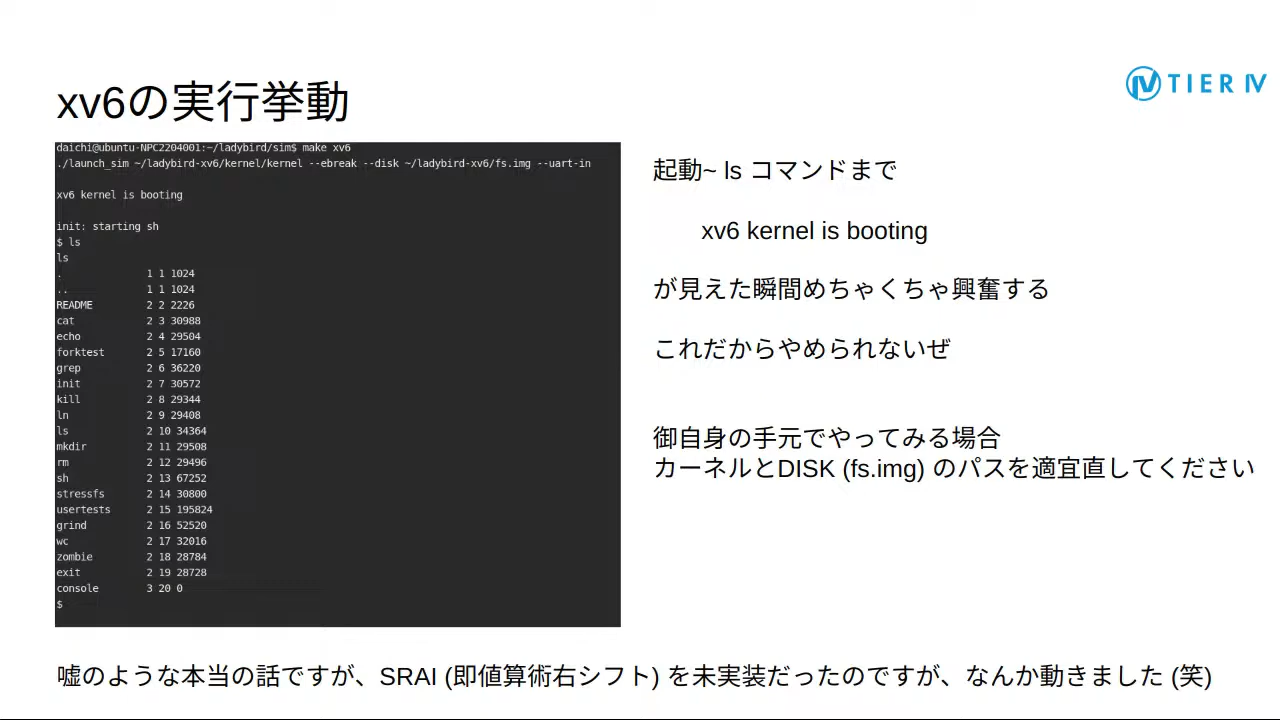 xv6の実行挙動
TIER IV
daichi@ubuntu-NPC2204001:~/ladybird/sim$ make xv6
./launch_sim ~/ladybird-xv6/kernel/kernel --ebreak --disk ~/ladybird-xv6/fs.img --uart-in
xv6 kernel is booting
init: starting sh
$ ls
ls
. 1 1 1024
.. 1 1 1024
README 2 2 2226
cat 2 3 30988
echo 2 4 29504
forktest 2 5 17160
grep 2 6 36220
init 2 7 30572
kill 2 8 29344
ln 2 9 29408
ls 2 10 34364
mkdir 2 11 29508
rm 2 12 29496
sh 2 13 67252
stressfs 2 14 30800
usertests 2 15 195824
grind 2 16 52520
wc 2 17 32016
zombie 2 18 28784
exit 2 19 28728
console 3 20 0
$
起動~ ls コマンドまで
xv6 kernel is booting
が見えた瞬間めちゃくちゃ興奮する
これだからやめられないぜ
御自身の手元でやってみる場合
カーネルとDISK (fs.img) のパスを適宜直してください
嘘のような本当の話ですが、SRAI (即値算術右シフト) を未実装だったのですが、なんか動きました (笑)